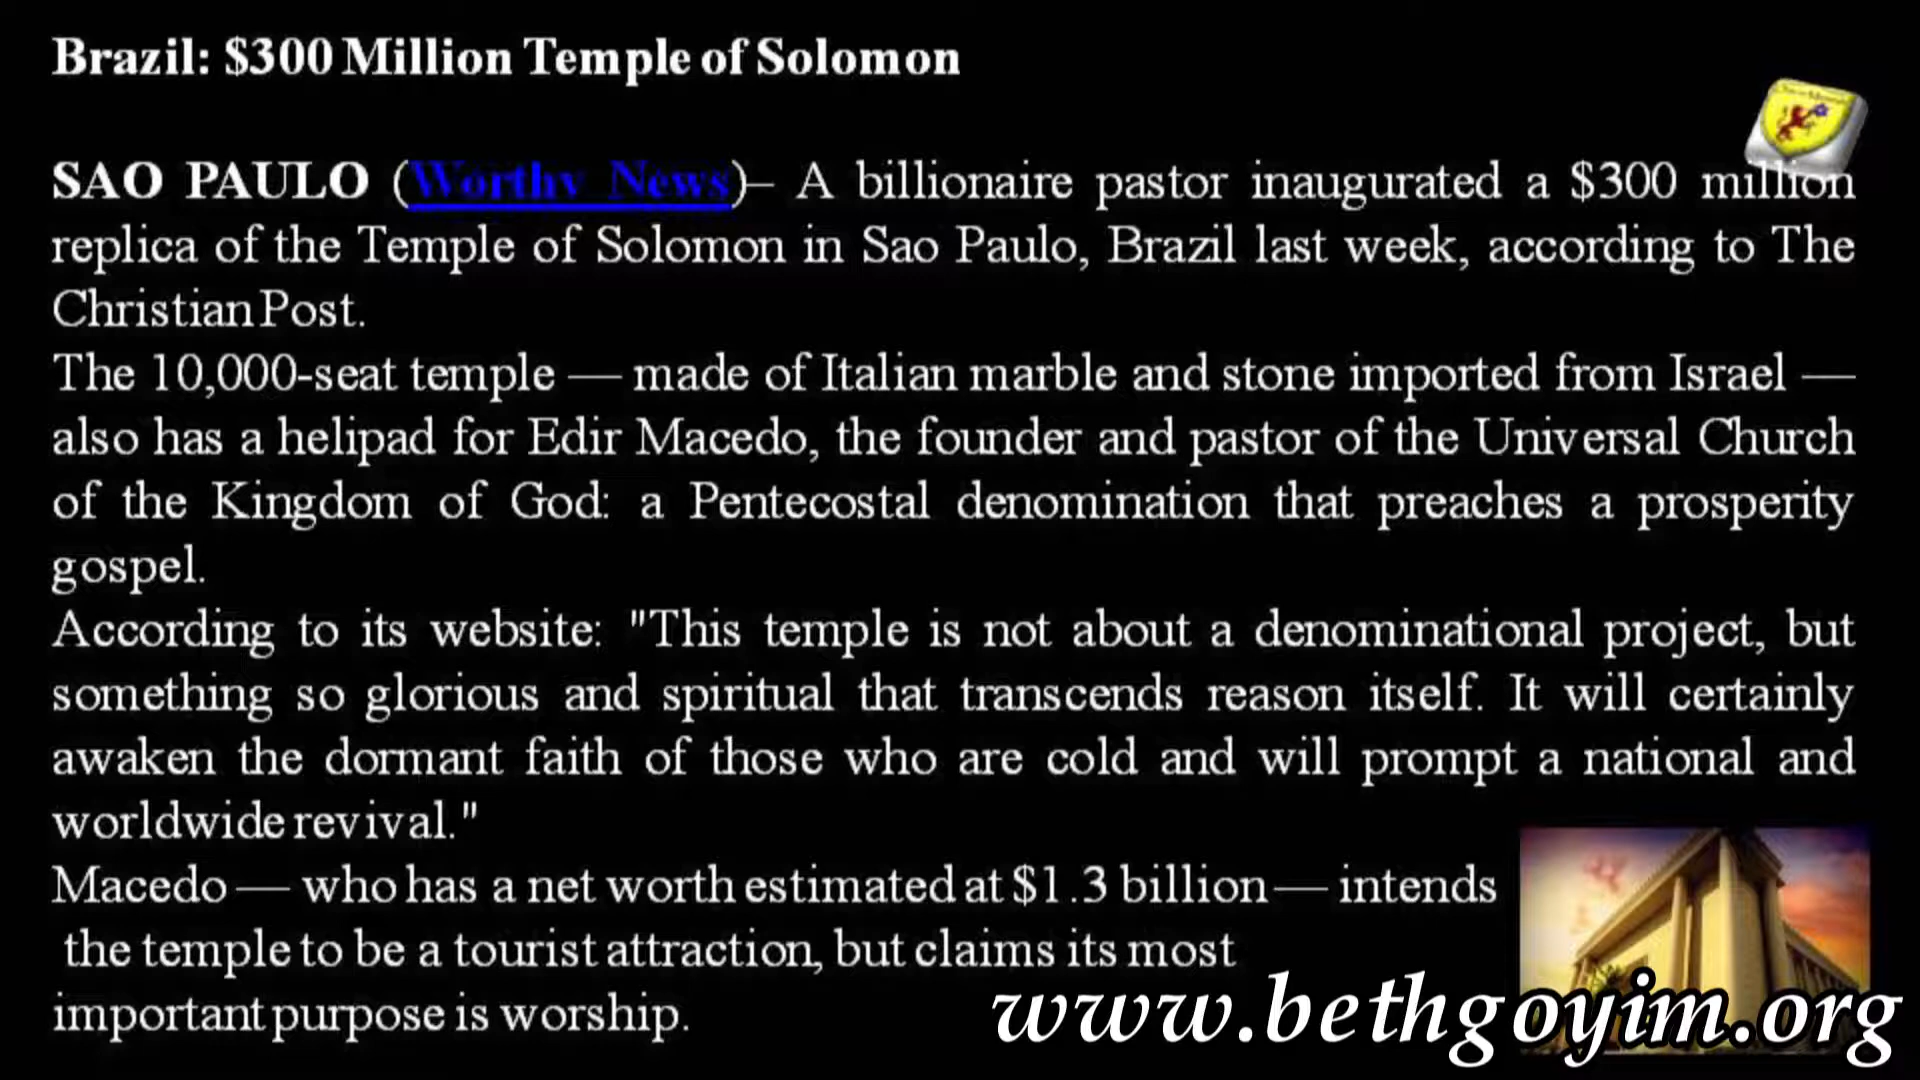 Brazil: $300 Million Temple of Solomon
SAO PAULO (Worthy News)– A billionaire pastor inaugurated a $300 million
replica of the Temple of Solomon in Sao Paulo, Brazil last week, according to The
Christian Post.
The 10,000-seat temple — made of Italian marble and stone imported from Israel —
also has a helipad for Edir Macedo, the founder and pastor of the Universal Church
of the Kingdom of God: a Pentecostal denomination that preaches a prosperity
gospel.
According to its website: "This temple is not about a denominational project, but
something so glorious and spiritual that transcends reason itself. It will certainly
awaken the dormant faith of those who are cold and will prompt a national and
worldwide revival."
Macedo — who has a net worth estimated at $1.3 billion — intends
the temple to be a tourist attraction, but claims its most
important purpose is worship.
www.bethgoyim.org